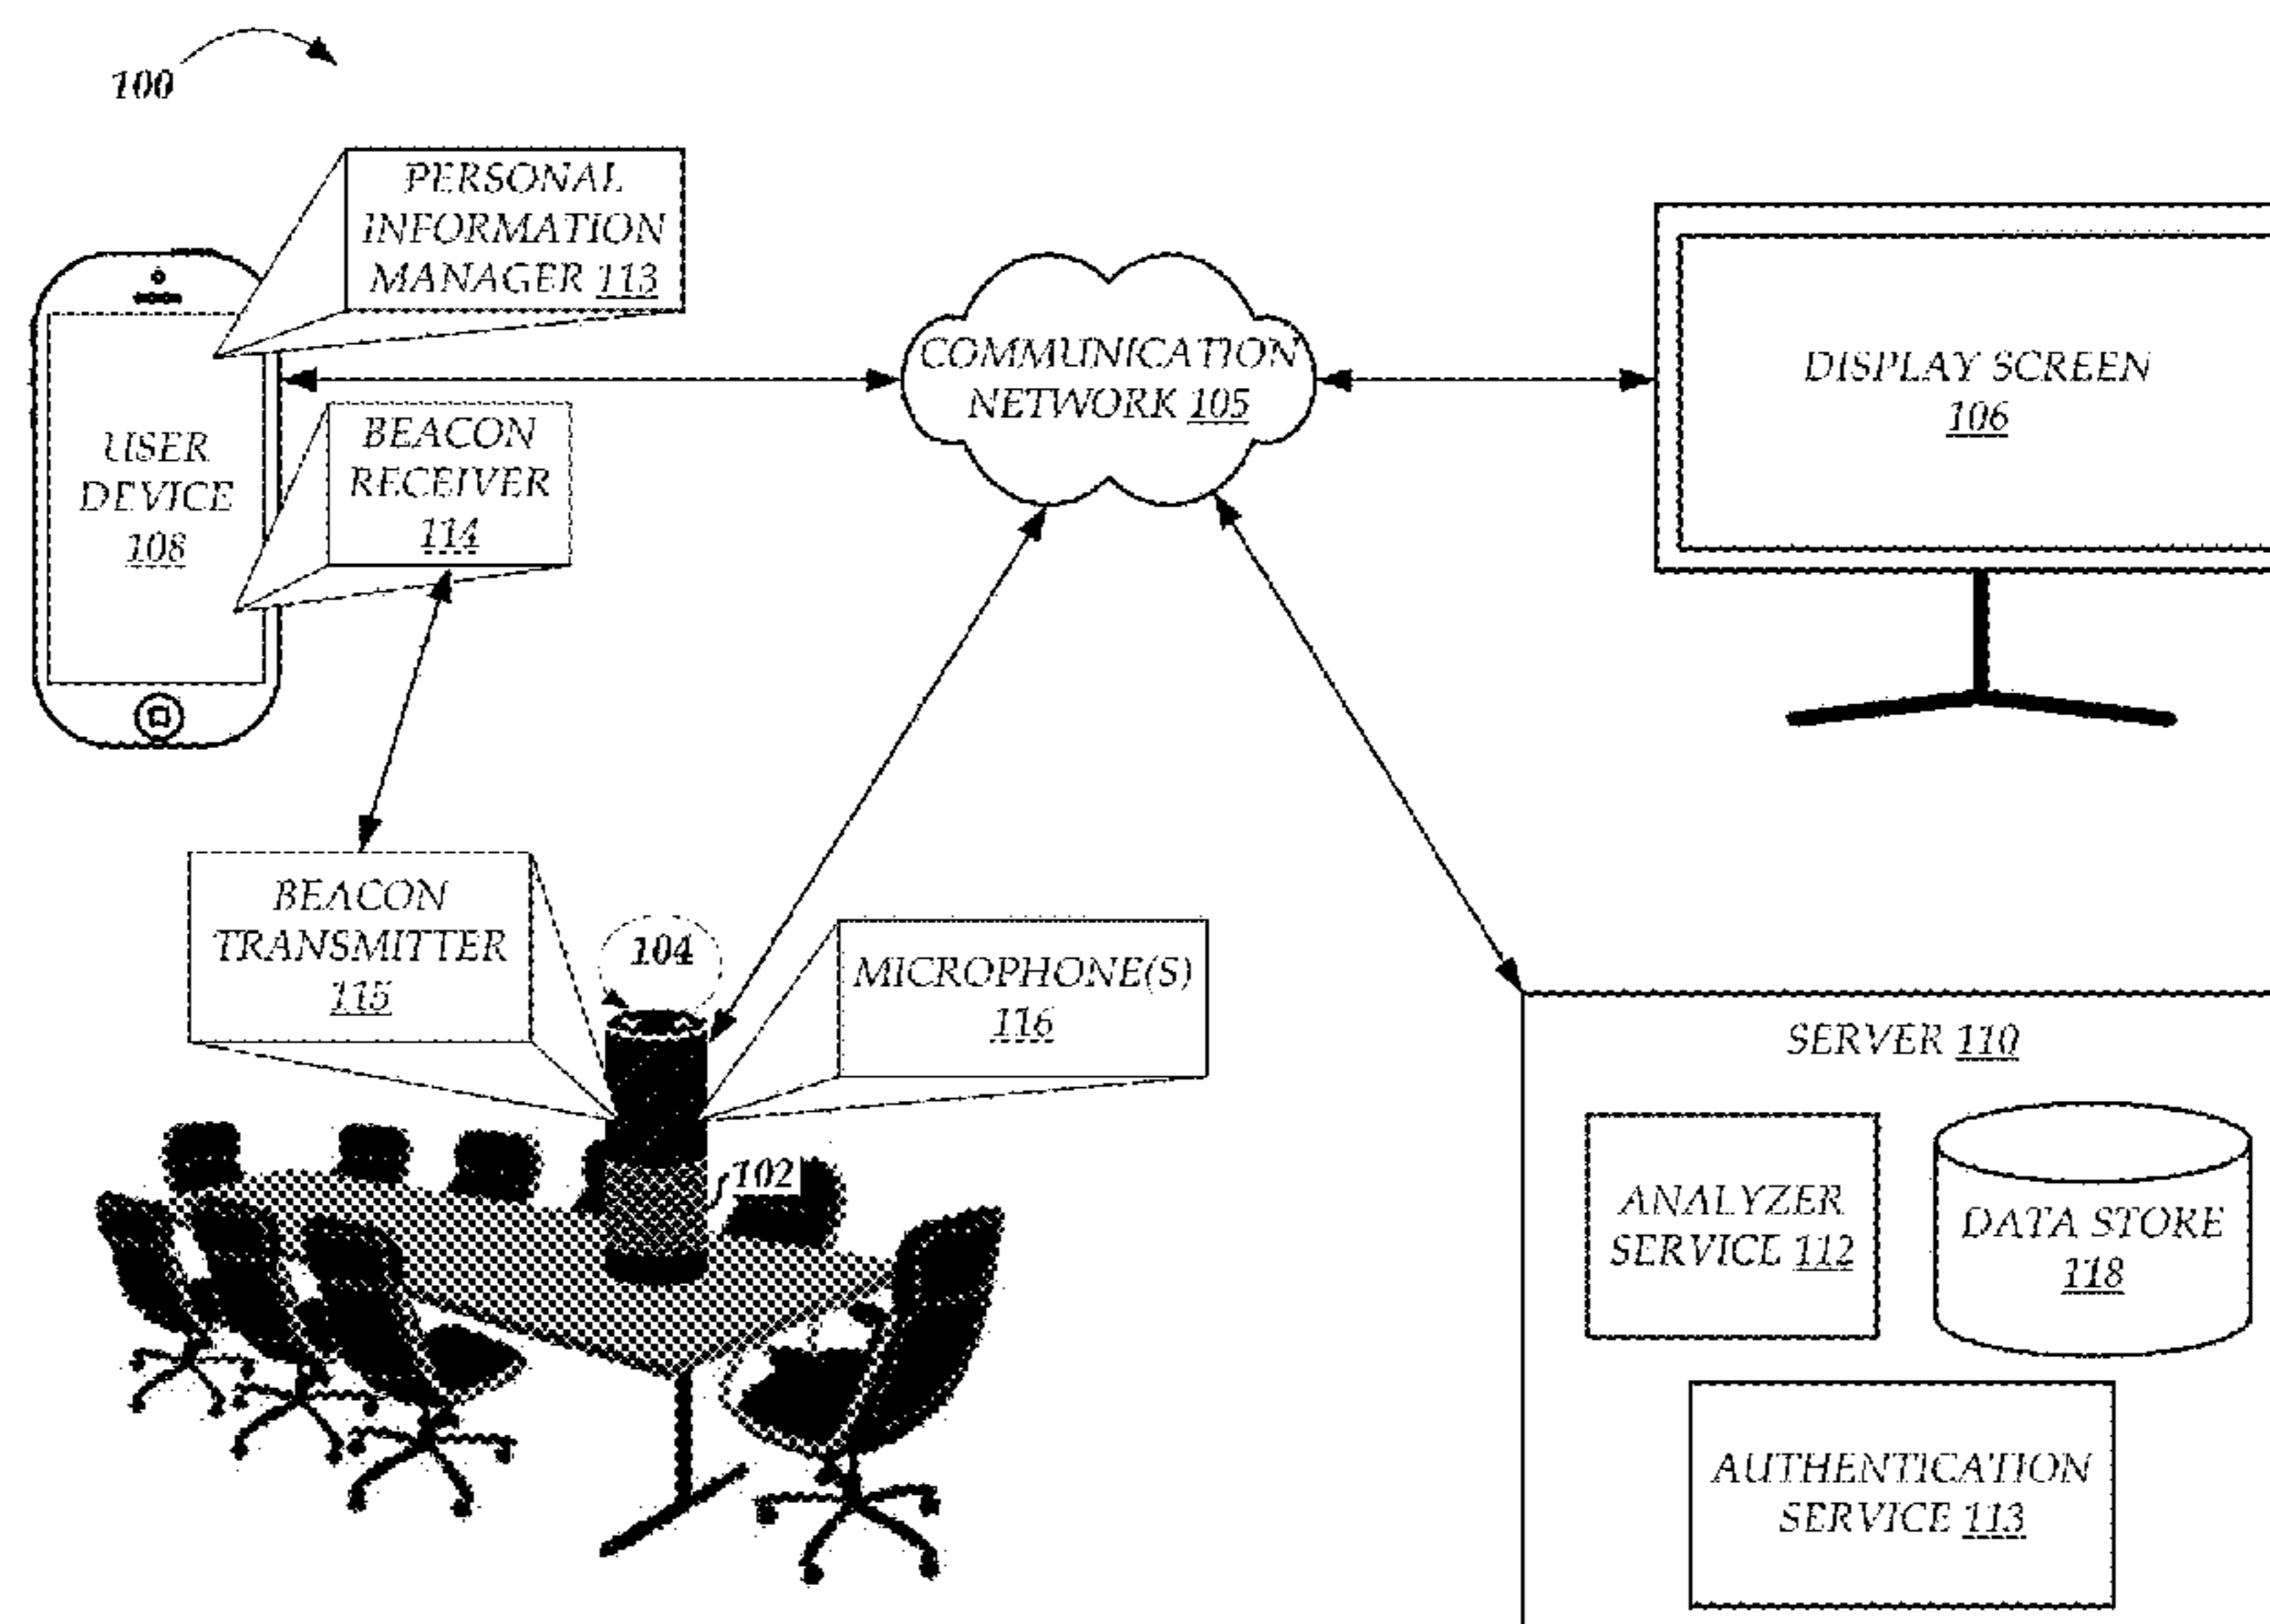 100
PERSONAL
INFORMATION
MANAGER 113
COMMUNICATION
NETWORK 105
DISPLAY SCREEN
106
USER
DEVICE
108
BEACON
RECEIVER
114
BEACON
TRANSMITTER
115
104
MICROPHONE(S)
116
102
SERVER 110
ANALYZER
SERVICE 112
DATA STORE
118
AUTHENTICATION
SERVICE 113